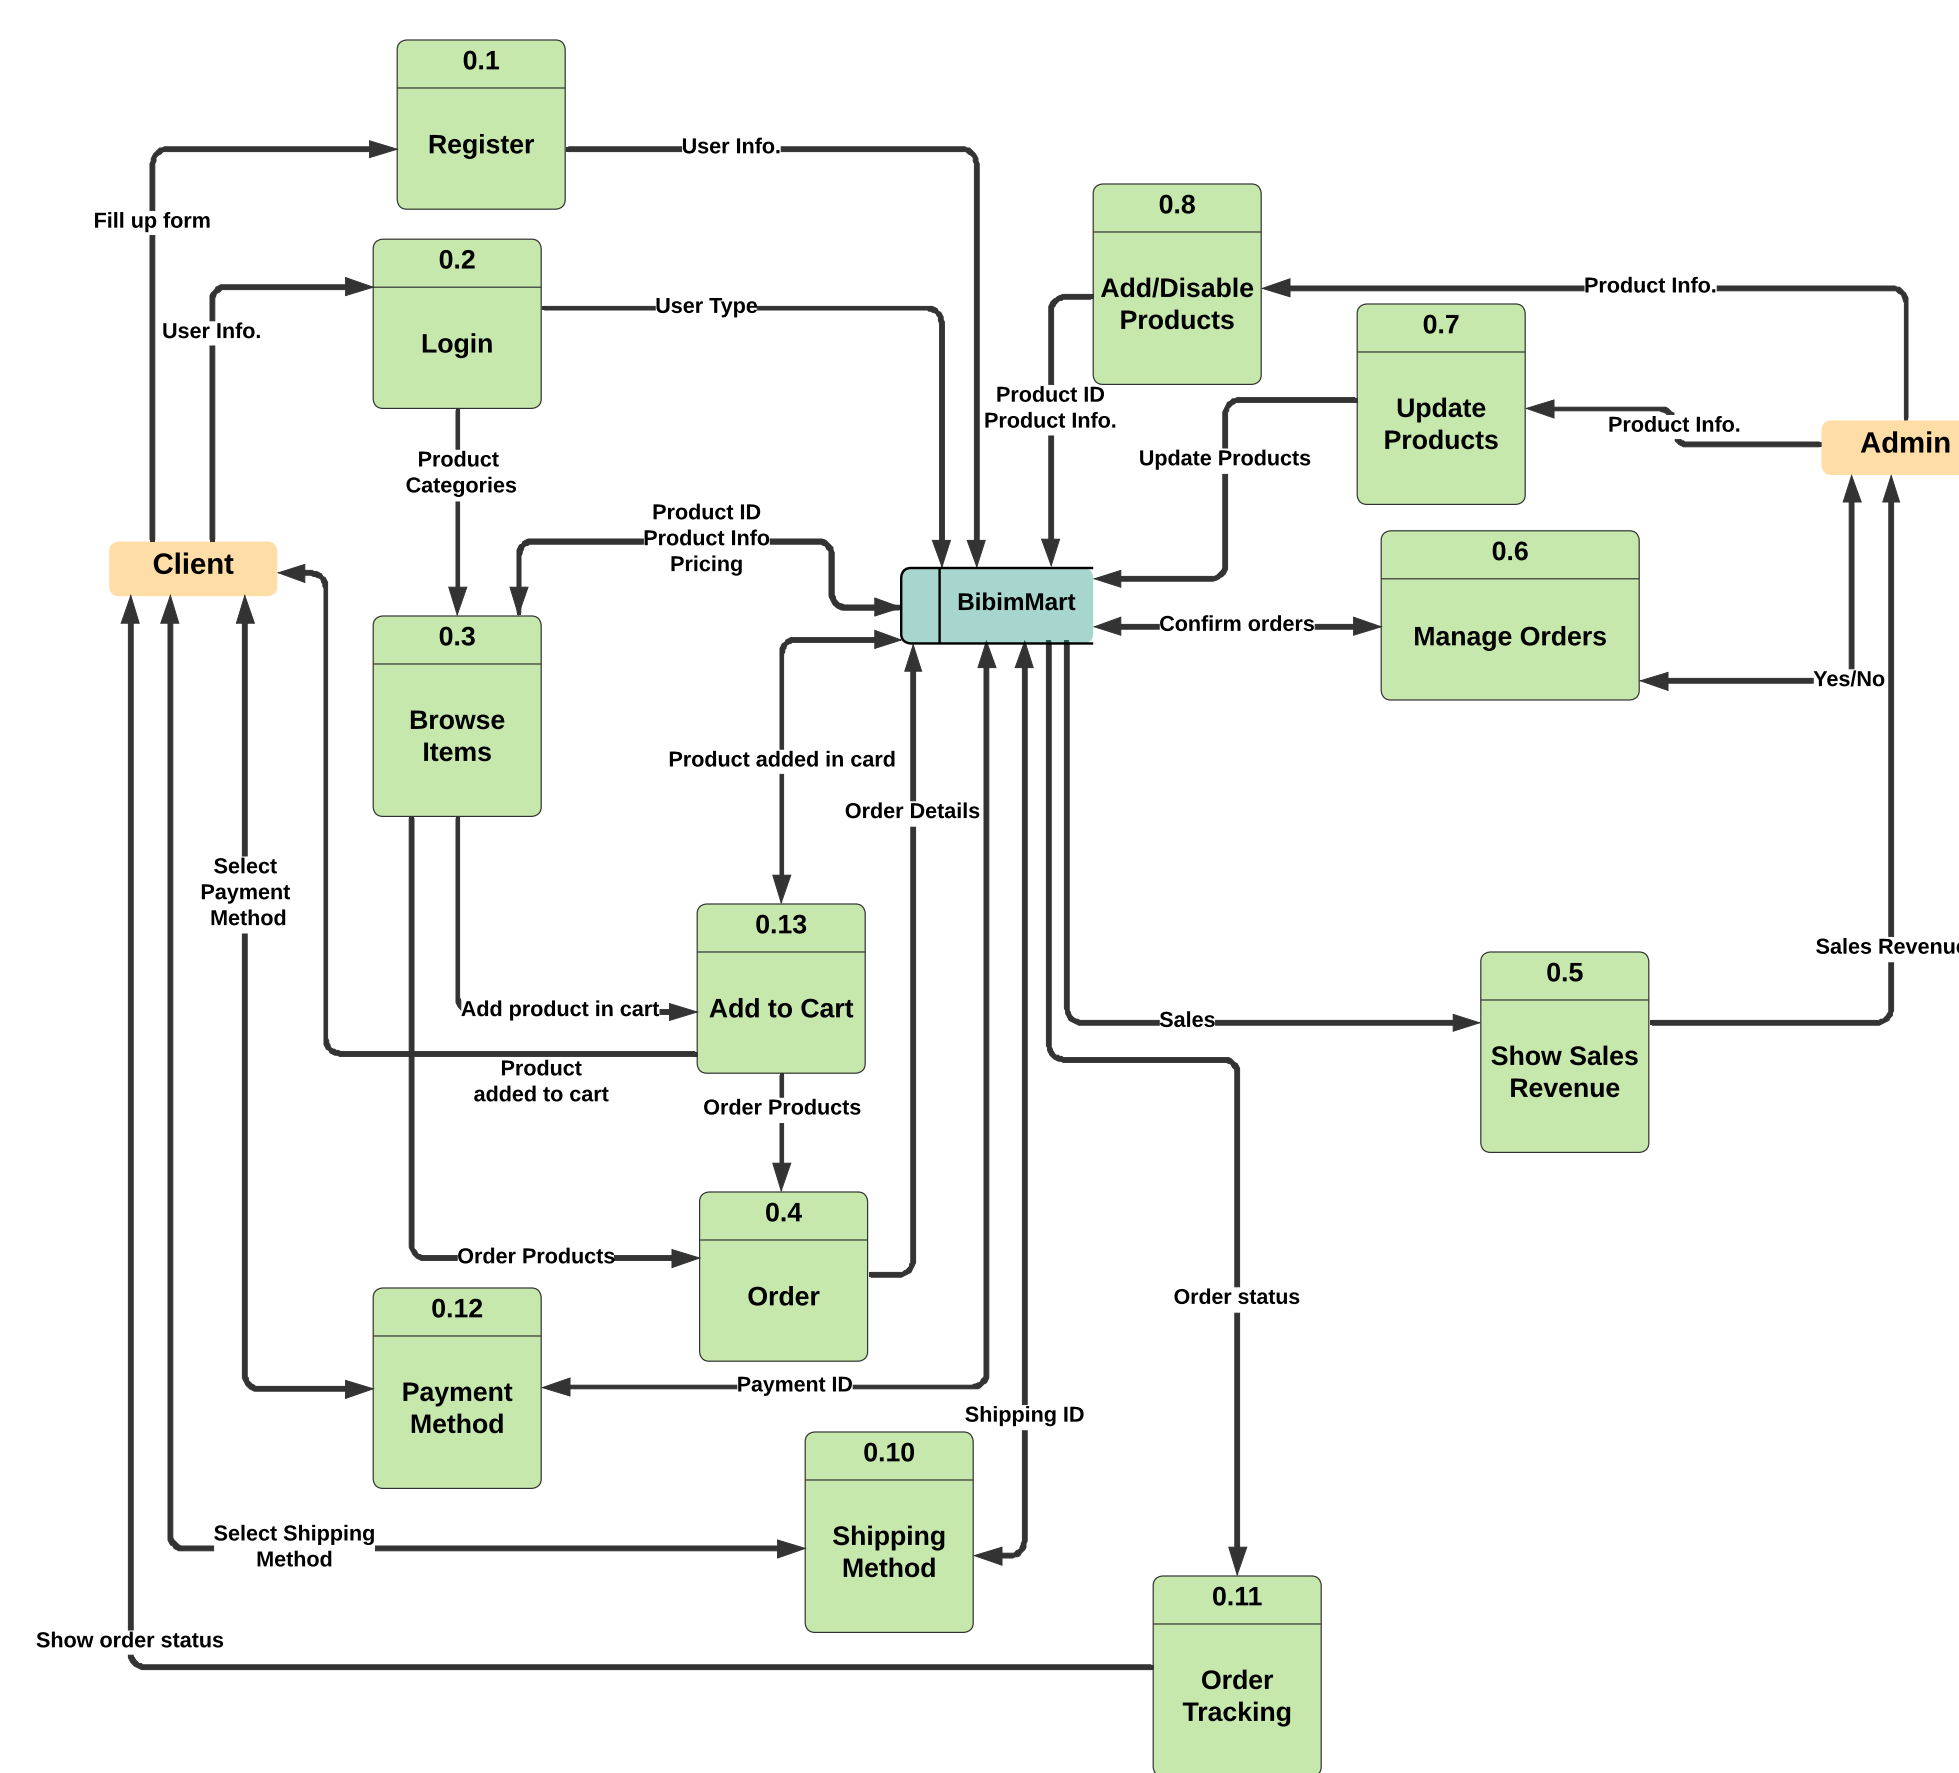 0.1
Register
User Info.
Fill up form
0.2
Login
User Info.
User Type
0.8
Add/Disable
Products
Product Info.
0.7
Update
Products
Product Info.
Admin
Product ID
Product Info.
Update Products
Product
Categories
Product ID
Product Info
Pricing
Client
BibimMart
Confirm orders
0.6
Manage Orders
Yes/No
0.3
Browse
Items
Product added in card
Order Details
Select
Payment
Method
0.13
Add to Cart
Add product in cart
Product
added to cart
Sales
0.5
Show Sales
Revenue
Sales Revenue
Order Products
0.4
Order
Order Products
Order status
0.12
Payment
Method
Payment ID
Shipping ID
0.10
Shipping
Method
Select Shipping
Method
0.11
Order
Tracking
Show order status